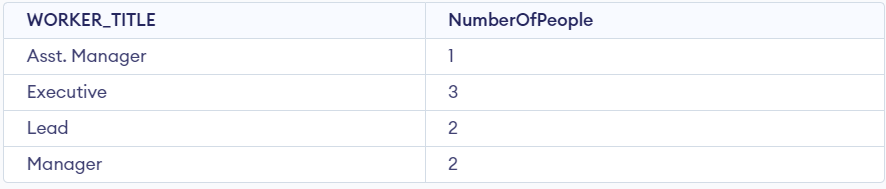 WORKER_TITLE NumberOfPeople
Asst. Manager 1
Executive 3
Lead 2
Manager 2